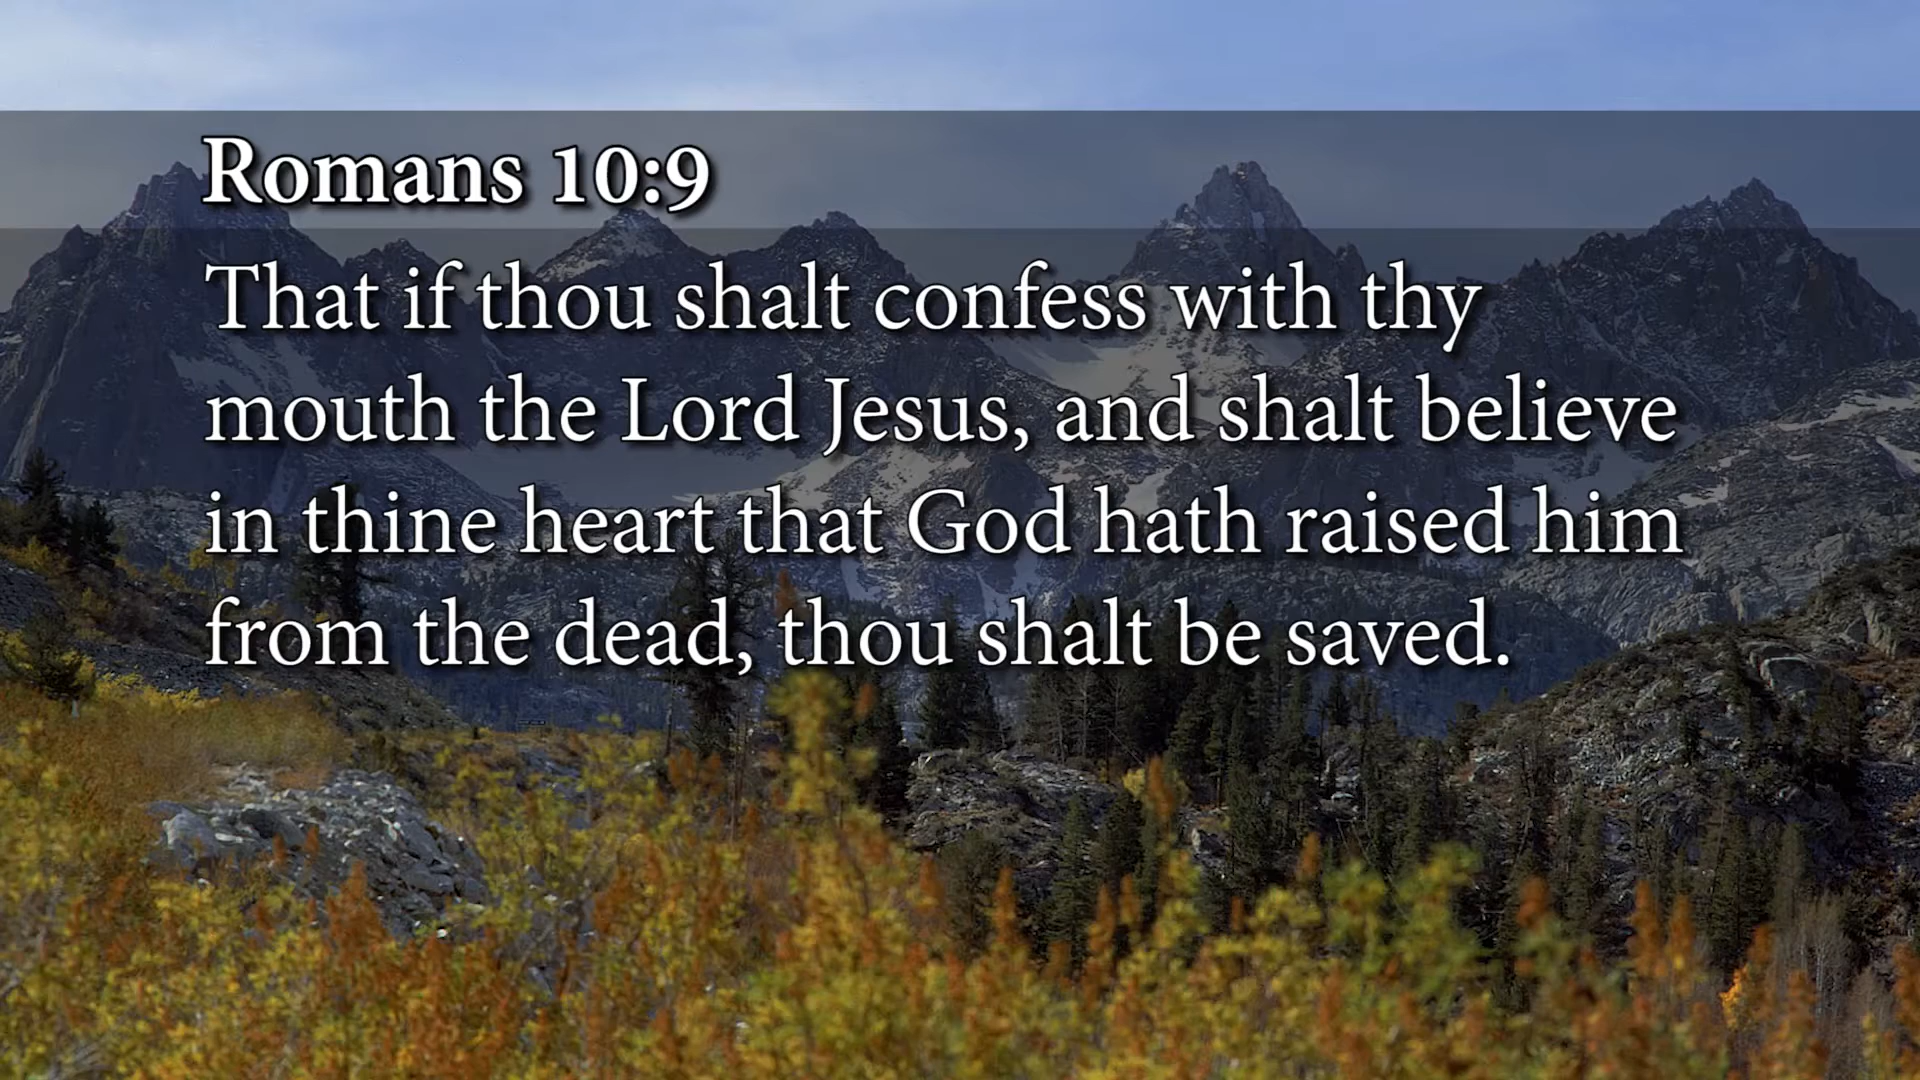 Romans 10:9
That if thou shalt confess with thy
mouth the Lord Jesus, and shalt believe
in thine heart that God hath raised him
from the dead, thou shalt be saved.